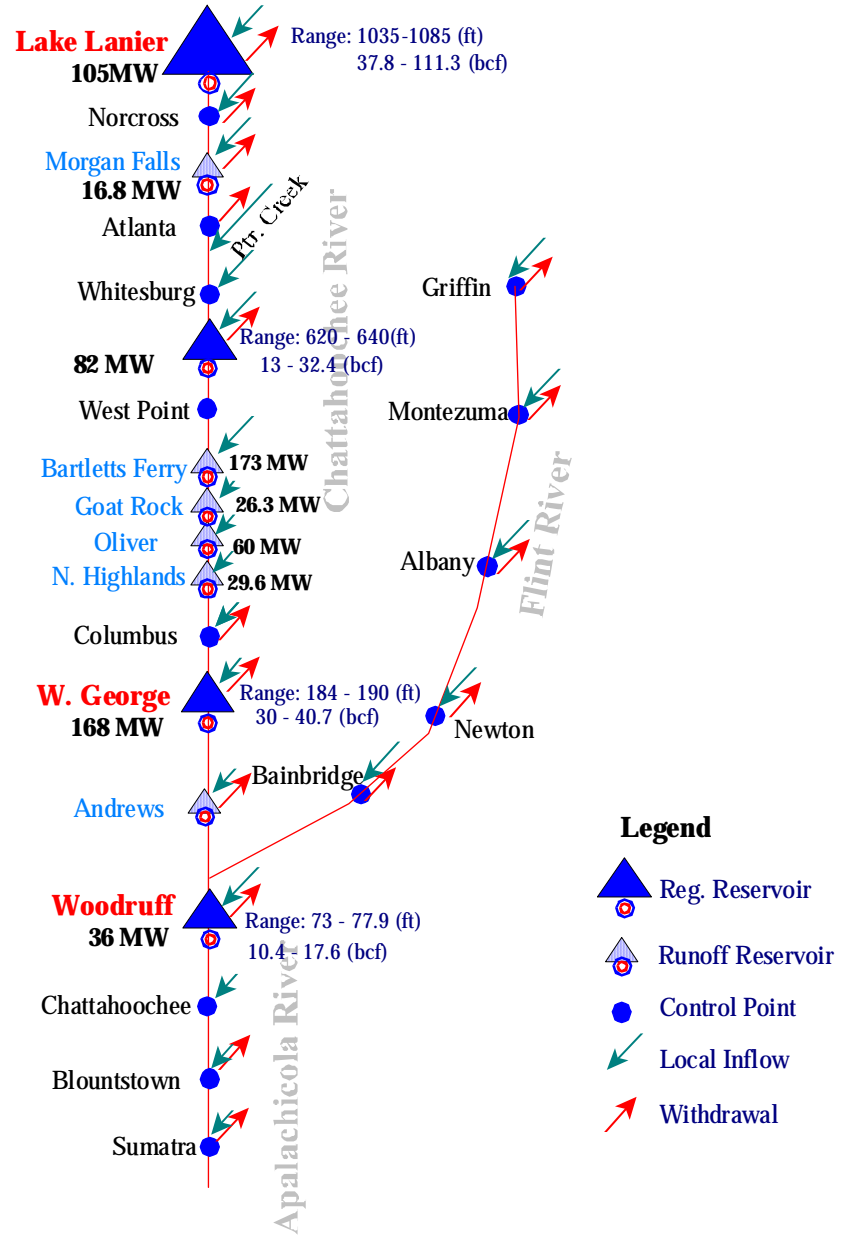 Lake Lanier
105MW
Range: 1035-1085 (ft)
37.8 - 111.3 (bcf)
Norcross
Morgan Falls
16.8 MW
Atlanta
Ptr. Creek
Whitesburg
Chattahoochee River
Range: 620 - 640(ft)
13 - 32.4 (bcf)
82 MW
West Point
Bartletts Ferry
173 MW
Goat Rock
26.3 MW
Oliver
60 MW
N. Highlands
29.6 MW
Columbus
W. George
168 MW
Range: 184 - 190 (ft)
30 - 40.7 (bcf)
Andrews
Griffin
Montezuma
Flint River
Albany
Newton
Bainbridge
Woodruff
36 MW
Range: 73 - 77.9 (ft)
10.4 - 17.6 (bcf)
Chattahoochee
Apalachicola River
Blountstown
Sumatra
Legend
Reg. Reservoir
Runoff Reservoir
Control Point
Local Inflow
Withdrawal